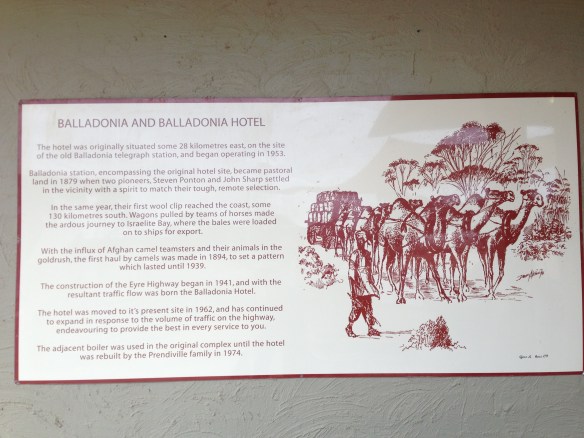 BALLADONIA AND BALLADONIA HOTEL
The hotel was originally situated some 28 kilometres east, on the site
of the old Balladonia telegraph station, and began operating in 1953.
Balladonia station, encompassing the original hotel site, became pastoral
land in 1879 when two pioneers, Steven Ponton and John Sharp settled
in the vicinity with a spirit to match their tough, remote selection.
In the same year, their first wool clip reached the coast, some
130 kilometres south. Wagons pulled by teams of horses made
the ardous journey to Israelite Bay, where the bales were loaded
on to ships for export.
With the influx of Afghan camel teamsters and their animals in the
goldrush, the first haul by camels was made in 1894, to set a pattern
which lasted until 1939.
The construction of the Eyre Highway began in 1941, and with the
resultant traffic flow was born the Balladonia Hotel.
The hotel was moved to it's present site in 1962, and has continued
to expand in response to the volume of traffic on the highway,
endeavouring to provide the best in every service to you.
The adjacent boiler was used in the original complex until the hotel
was rebuilt by the Prendiville family in 1974.